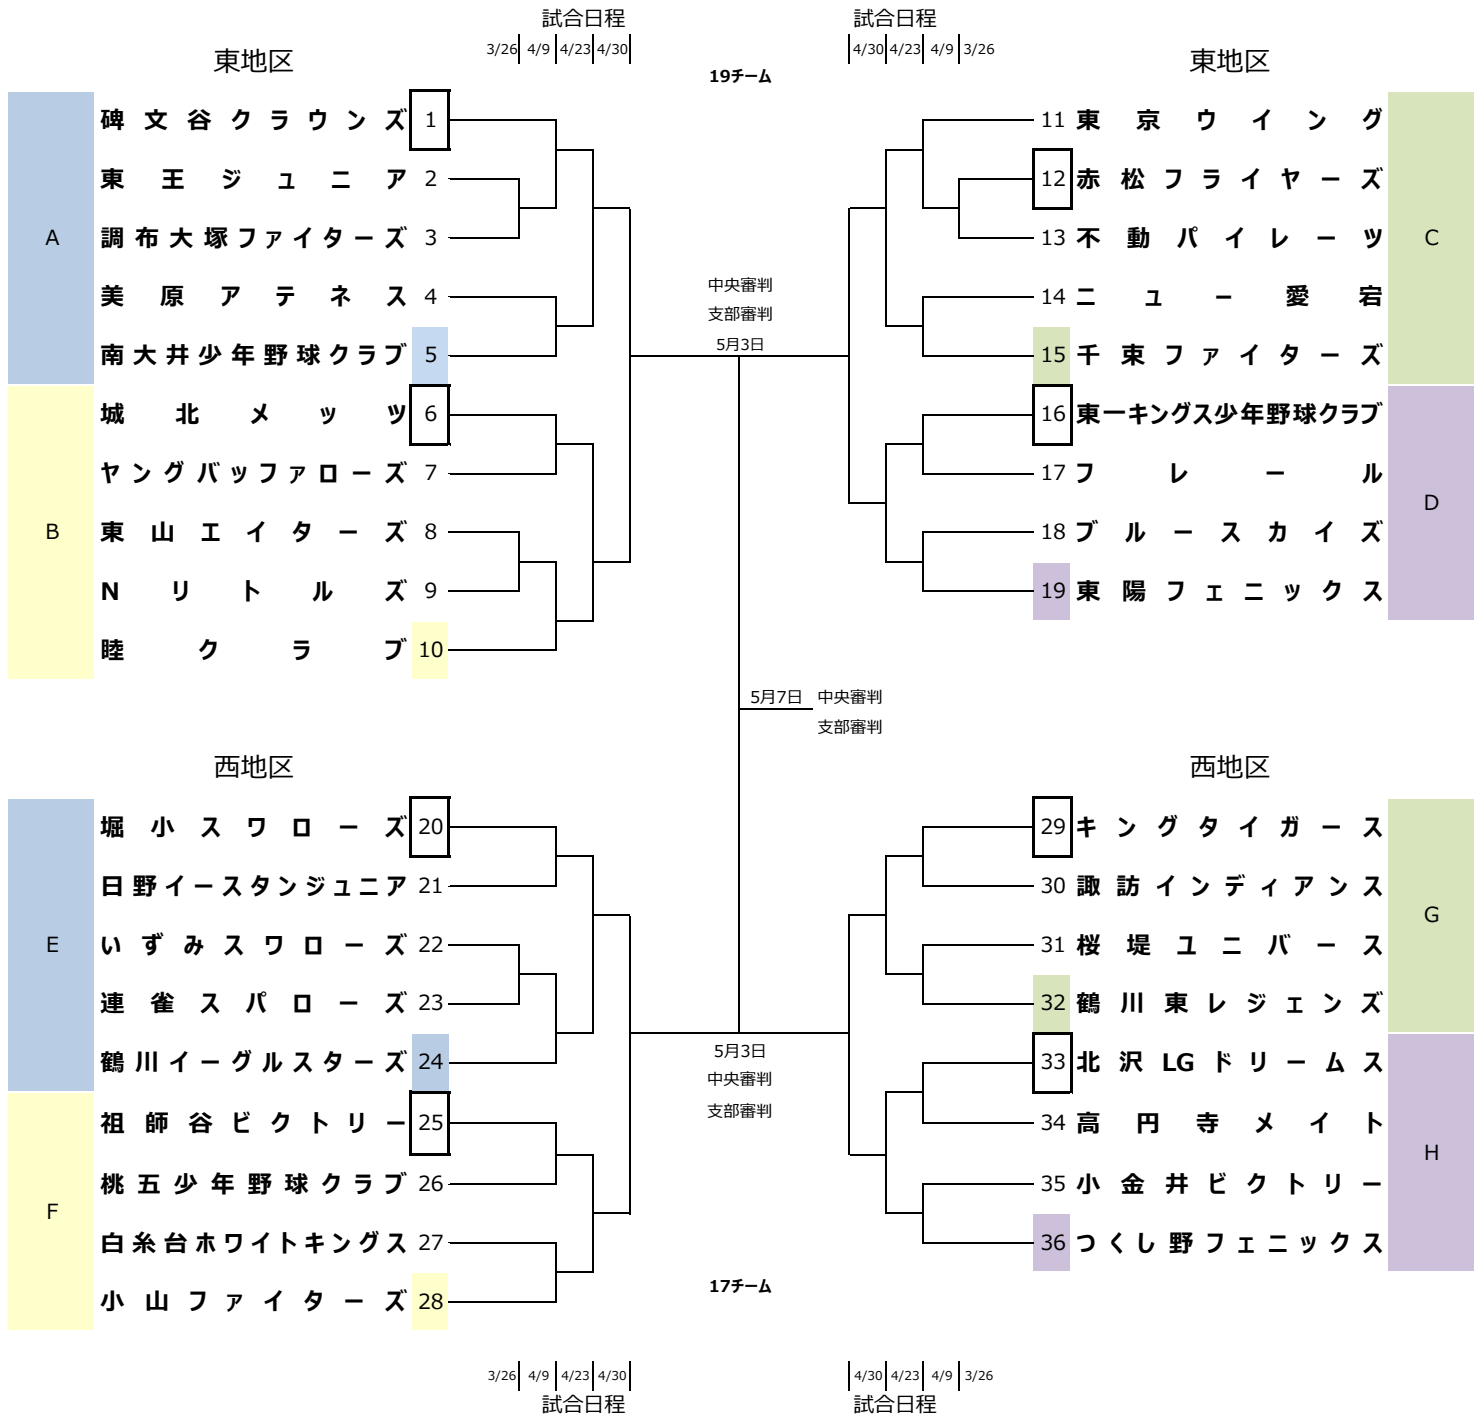 試合日程
試合日程
3/26 4/9 4/23 4/30
4/30 4/23 4/9 3/26
東地区
東地区
19チーム
A
碑文谷クラウンズ 1
東王ジュニア 2
調布大塚ファイターズ 3
美原アテネス 4
南大井少年野球クラブ 5
B
城北メッツ 6
ヤングバッファローズ 7
東山エイターズ 8
Nリトルズ 9
睦クラブ 10
中央審判
支部審判
5月3日
11 東京ウイング
12 赤松フライヤーズ
13 不動パイレーツ
14 ニュー愛宕
15 千束ファイターズ
C
16 東一キングス少年野球クラブ
17 フレール
18 ブルースカイズ
19 東陽フェニックス
D
5月7日 中央審判
支部審判
西地区
西地区
E
堀小スワローズ 20
日野イースタンジュニア 21
いずみスワローズ 22
連雀スパローズ 23
鶴川イーグルスターズ 24
F
祖師谷ビクトリー 25
桃五少年野球クラブ 26
白糸台ホワイトキングス 27
小山ファイターズ 28
5月3日
中央審判
支部審判
29 キングタイガース
30 諏訪インディアンス
31 桜堤ユニバース
32 鶴川東レジェンズ
G
33 北沢LGドリームス
34 高円寺メイト
35 小金井ビクトリー
36 つくし野フェニックス
H
17チーム
3/26 4/9 4/23 4/30
4/30 4/23 4/9 3/26
試合日程
試合日程